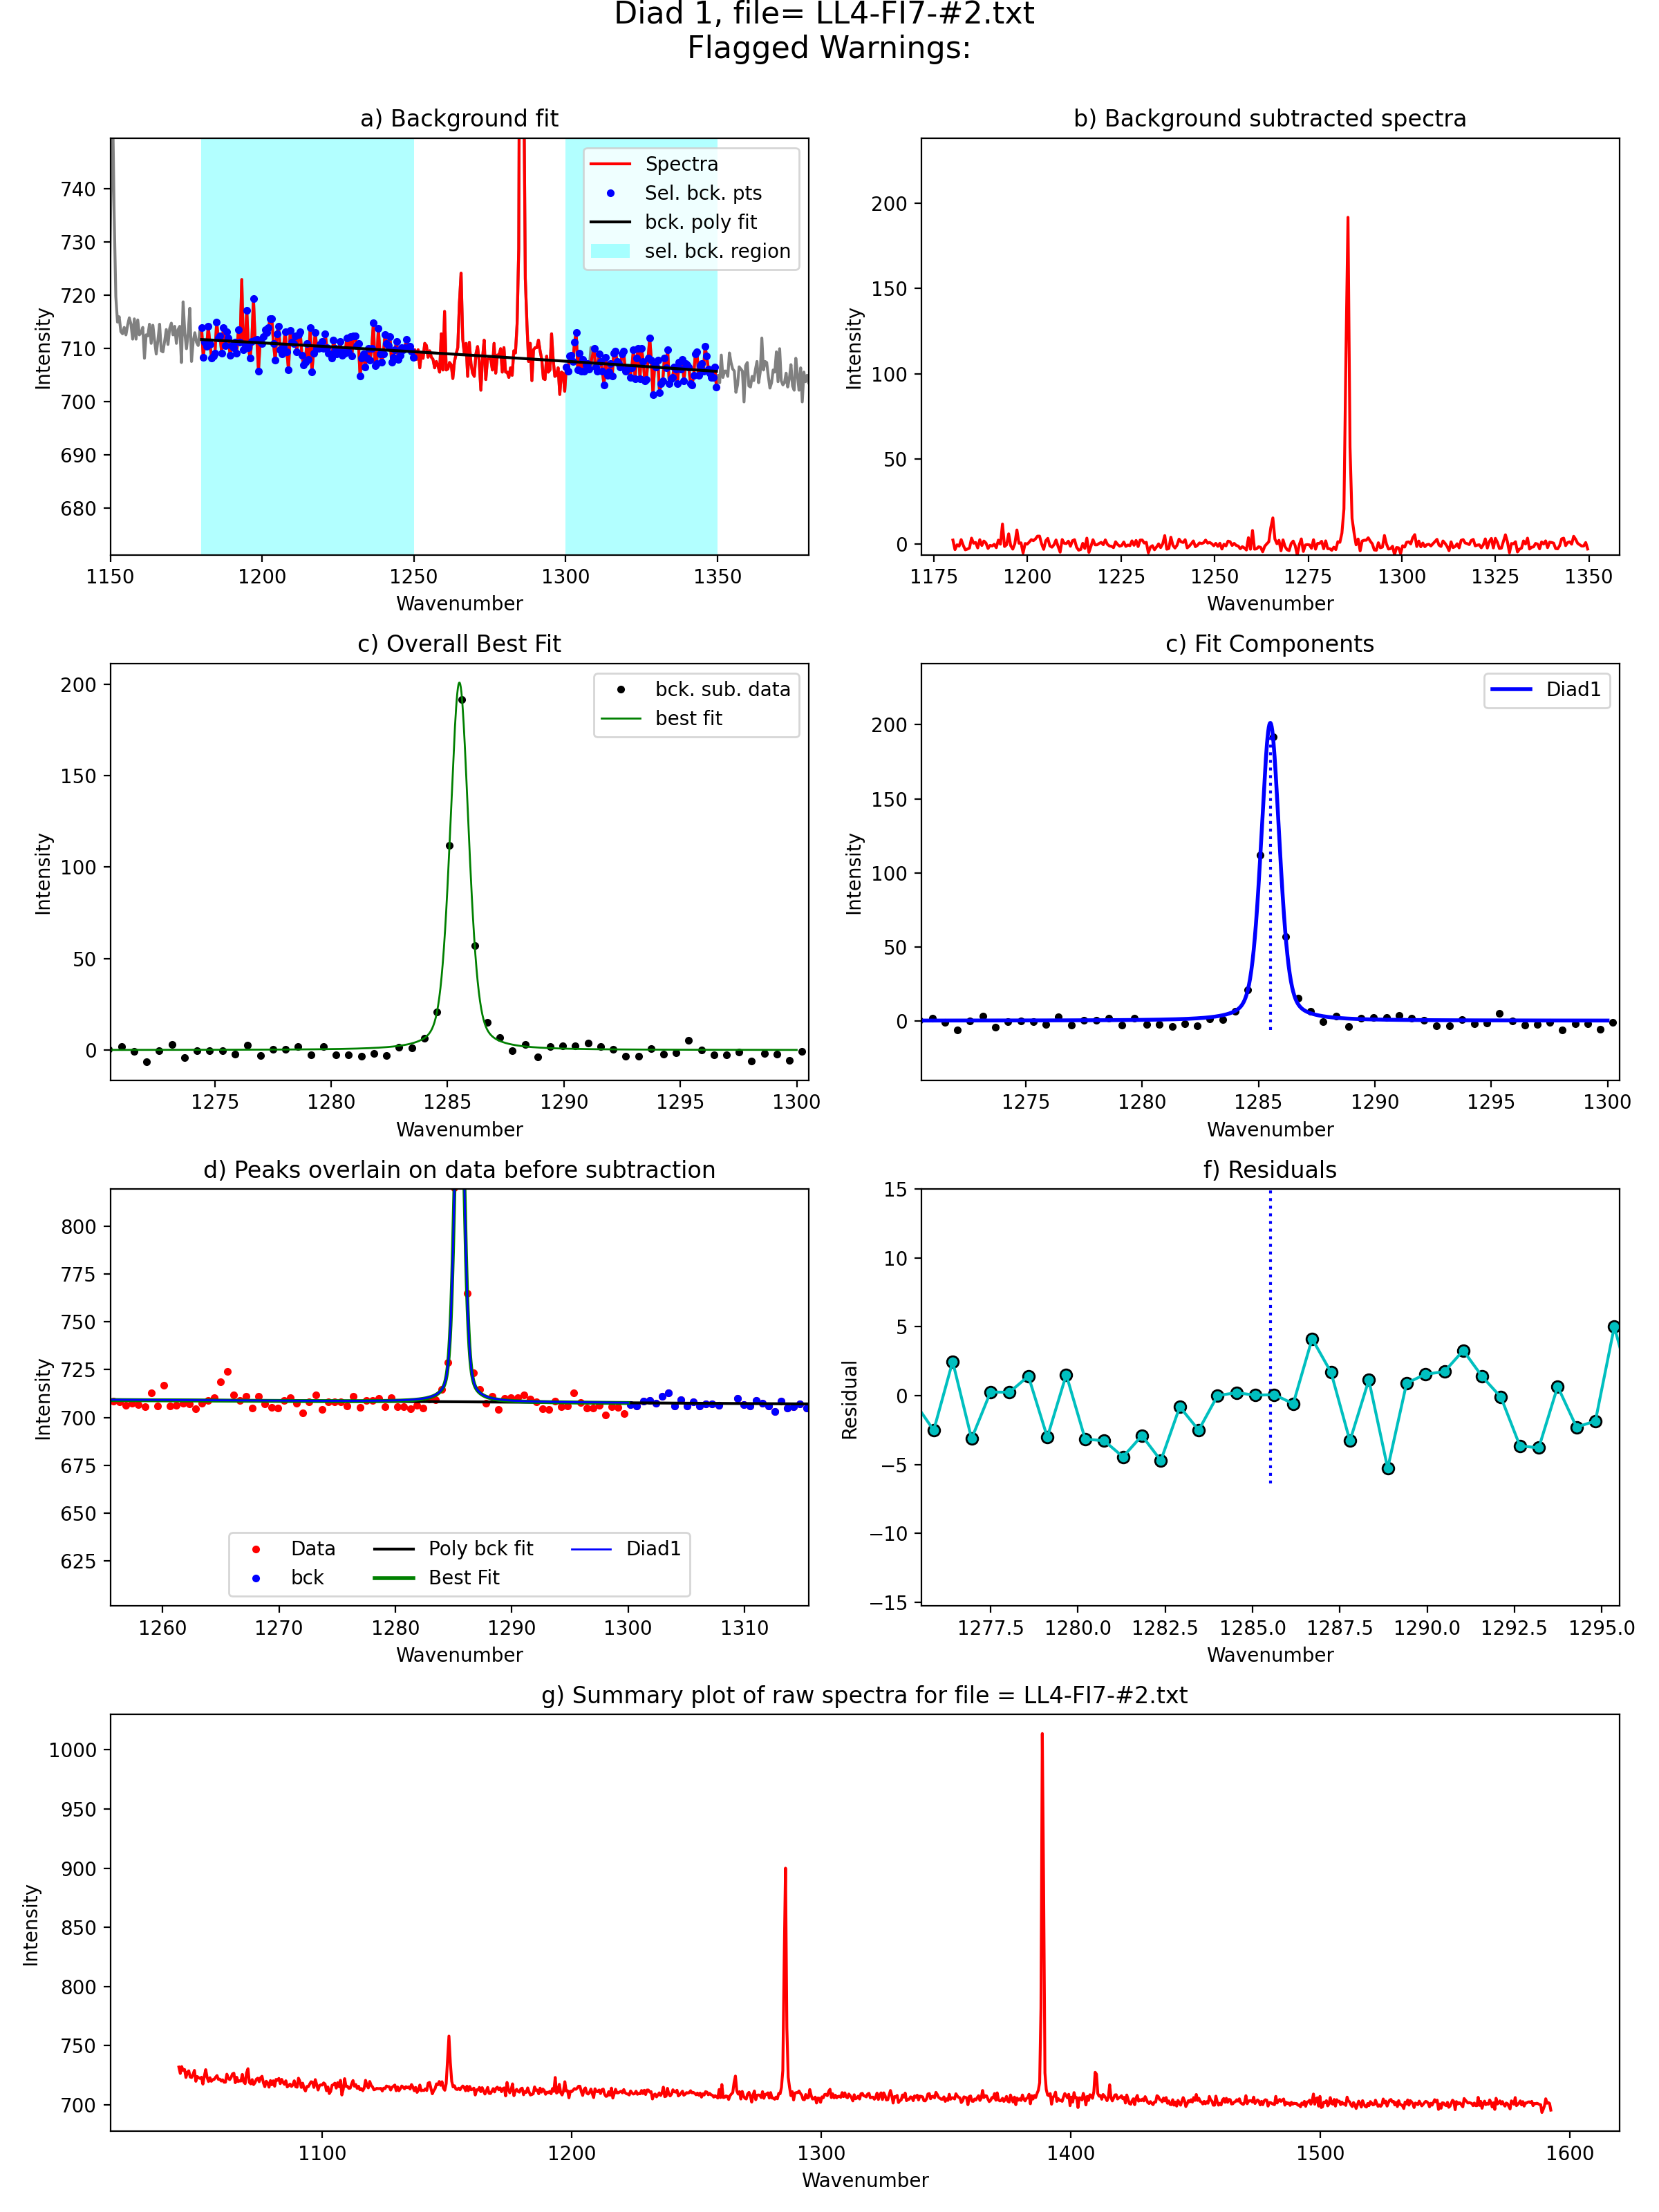 Diad 1, file= LL4-FI7-#2.txt
Flagged Warnings:
a) Background fit
740
730
720
710
700
690
680
Intensity
1150 1200 1250 1300 1350
Wavenumber
Spectra
Sel. bck. pts
bck. poly fit
sel. bck. region
b) Background subtracted spectra
200
150
100
50
0
Intensity
1175 1200 1225 1250 1275 1300 1325 1350
Wavenumber
c) Overall Best Fit
200
150
100
50
0
Intensity
1275 1280 1285 1290 1295 1300
Wavenumber
bck. sub. data
best fit
c) Fit Components
200
150
100
50
0
Intensity
1275 1280 1285 1290 1295 1300
Wavenumber
Diad1
d) Peaks overlain on data before subtraction
800
775
750
725
700
675
650
625
Intensity
Data Poly bck fit Diad1
bck Best Fit
1260 1270 1280 1290 1300 1310
Wavenumber
f) Residuals
15
10
5
0
−5
−10
−15
Residual
1277.5 1280.0 1282.5 1285.0 1287.5 1290.0 1292.5 1295.0
Wavenumber
g) Summary plot of raw spectra for file = LL4-FI7-#2.txt
1000
950
900
850
800
750
700
Intensity
1100 1200 1300 1400 1500 1600
Wavenumber